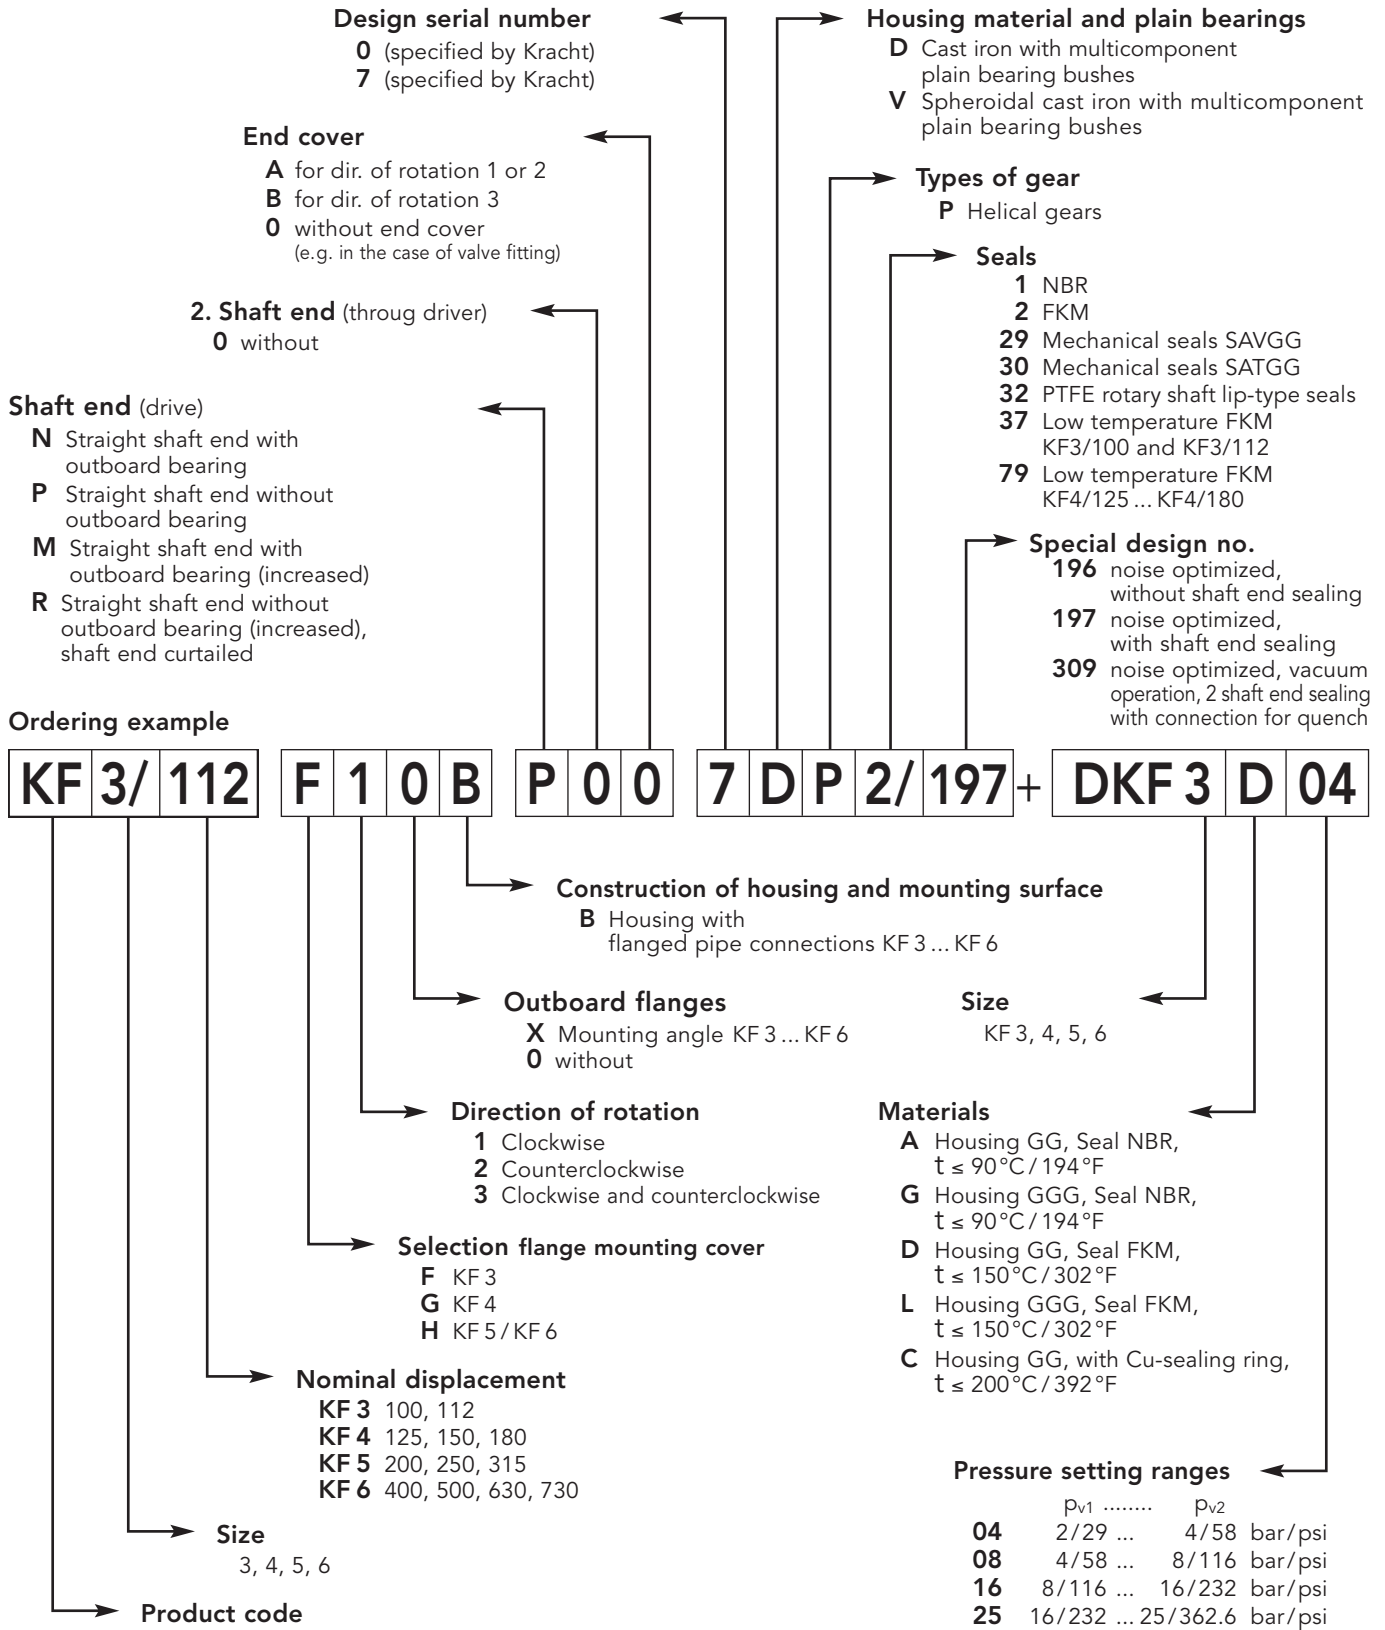 Design serial number
0 (specified by Kracht)
7 (specified by Kracht)
End cover
A for dir. of rotation 1 or 2
B for dir. of rotation 3
0 without end cover
(e.g. in the case of valve fitting)
2. Shaft end (throug driver)
0 without
Shaft end (drive)
N Straight shaft end with
outboard bearing
P Straight shaft end without
outboard bearing
M Straight shaft end with
outboard bearing (increased)
R Straight shaft end without
outboard bearing (increased),
shaft end curtailed
Housing material and plain bearings
D Cast iron with multicomponent
plain bearing bushes
V Spheroidal cast iron with multicomponent
plain bearing bushes
Types of gear
P Helical gears
Seals
1 NBR
2 FKM
29 Mechanical seals SAVGG
30 Mechanical seals SATGG
32 PTFE rotary shaft lip-type seals
37 Low temperature FKM
KF3/100 and KF3/112
79 Low temperature FKM
KF4/125 ... KF4/180
Special design no.
196 noise optimized,
without shaft end sealing
197 noise optimized,
with shaft end sealing
309 noise optimized, vacuum
operation, 2 shaft end sealing
with connection for quench
Ordering example
KF 3/ 112 F 1 0 B P 0 0 7 D P 2/ 197 + DKF 3 D 04
Construction of housing and mounting surface
B Housing with
flanged pipe connections KF 3 ... KF 6
Outboard flanges
X Mounting angle KF 3 ... KF 6
0 without
Direction of rotation
1 Clockwise
2 Counterclockwise
3 Clockwise and counterclockwise
Selection flange mounting cover
F KF 3
G KF 4
H KF 5 / KF 6
Nominal displacement
KF 3 100, 112
KF 4 125, 150, 180
KF 5 200, 250, 315
KF 6 400, 500, 630, 730
Size
3, 4, 5, 6
Product code
Size
KF 3, 4, 5, 6
Materials
A Housing GG, Seal NBR,
t ≤ 90 °C / 194 °F
G Housing GGG, Seal NBR,
t ≤ 90 °C / 194 °F
D Housing GG, Seal FKM,
t ≤ 150 °C / 302 °F
L Housing GGG, Seal FKM,
t ≤ 150 °C / 302 °F
C Housing GG, with Cu-sealing ring,
t ≤ 200 °C / 392 °F
Pressure setting ranges
pv1 ........ pv2
04 2/29 ... 4/58 bar/psi
08 4/58 ... 8/116 bar/psi
16 8/116 ... 16/232 bar/psi
25 16/232 ... 25/362.6 bar/psi